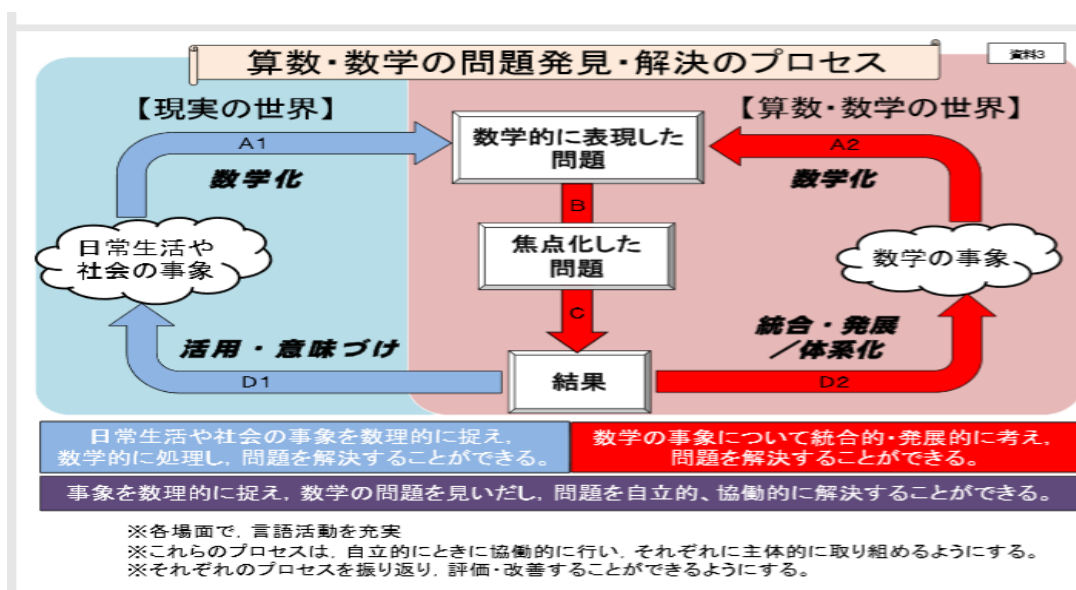 算数・数学の問題発見・解決のプロセス
資料3
【現実の世界】
【算数・数学の世界】
A1
数学化
数学的に表現した
問題
A2
数学化
B
日常生活や
社会の事象
焦点化した
問題
数学の事象
C
活用・意味づけ
統合・発展
／体系化
D1
結果
D2
日常生活や社会の事象を数理的に捉え，
数学的に処理し，問題を解決することができる。
数学の事象について統合的・発展的に考え，
問題を解決することができる。
事象を数理的に捉え，数学の問題を見いだし，問題を自立的、協働的に解決することができる。
※各場面で，言語活動を充実
※これらのプロセスは，自立的にときに協働的に行い，それぞれに主体的に取り組めるようにする。
※それぞれのプロセスを振り返り，評価・改善することができるようにする。